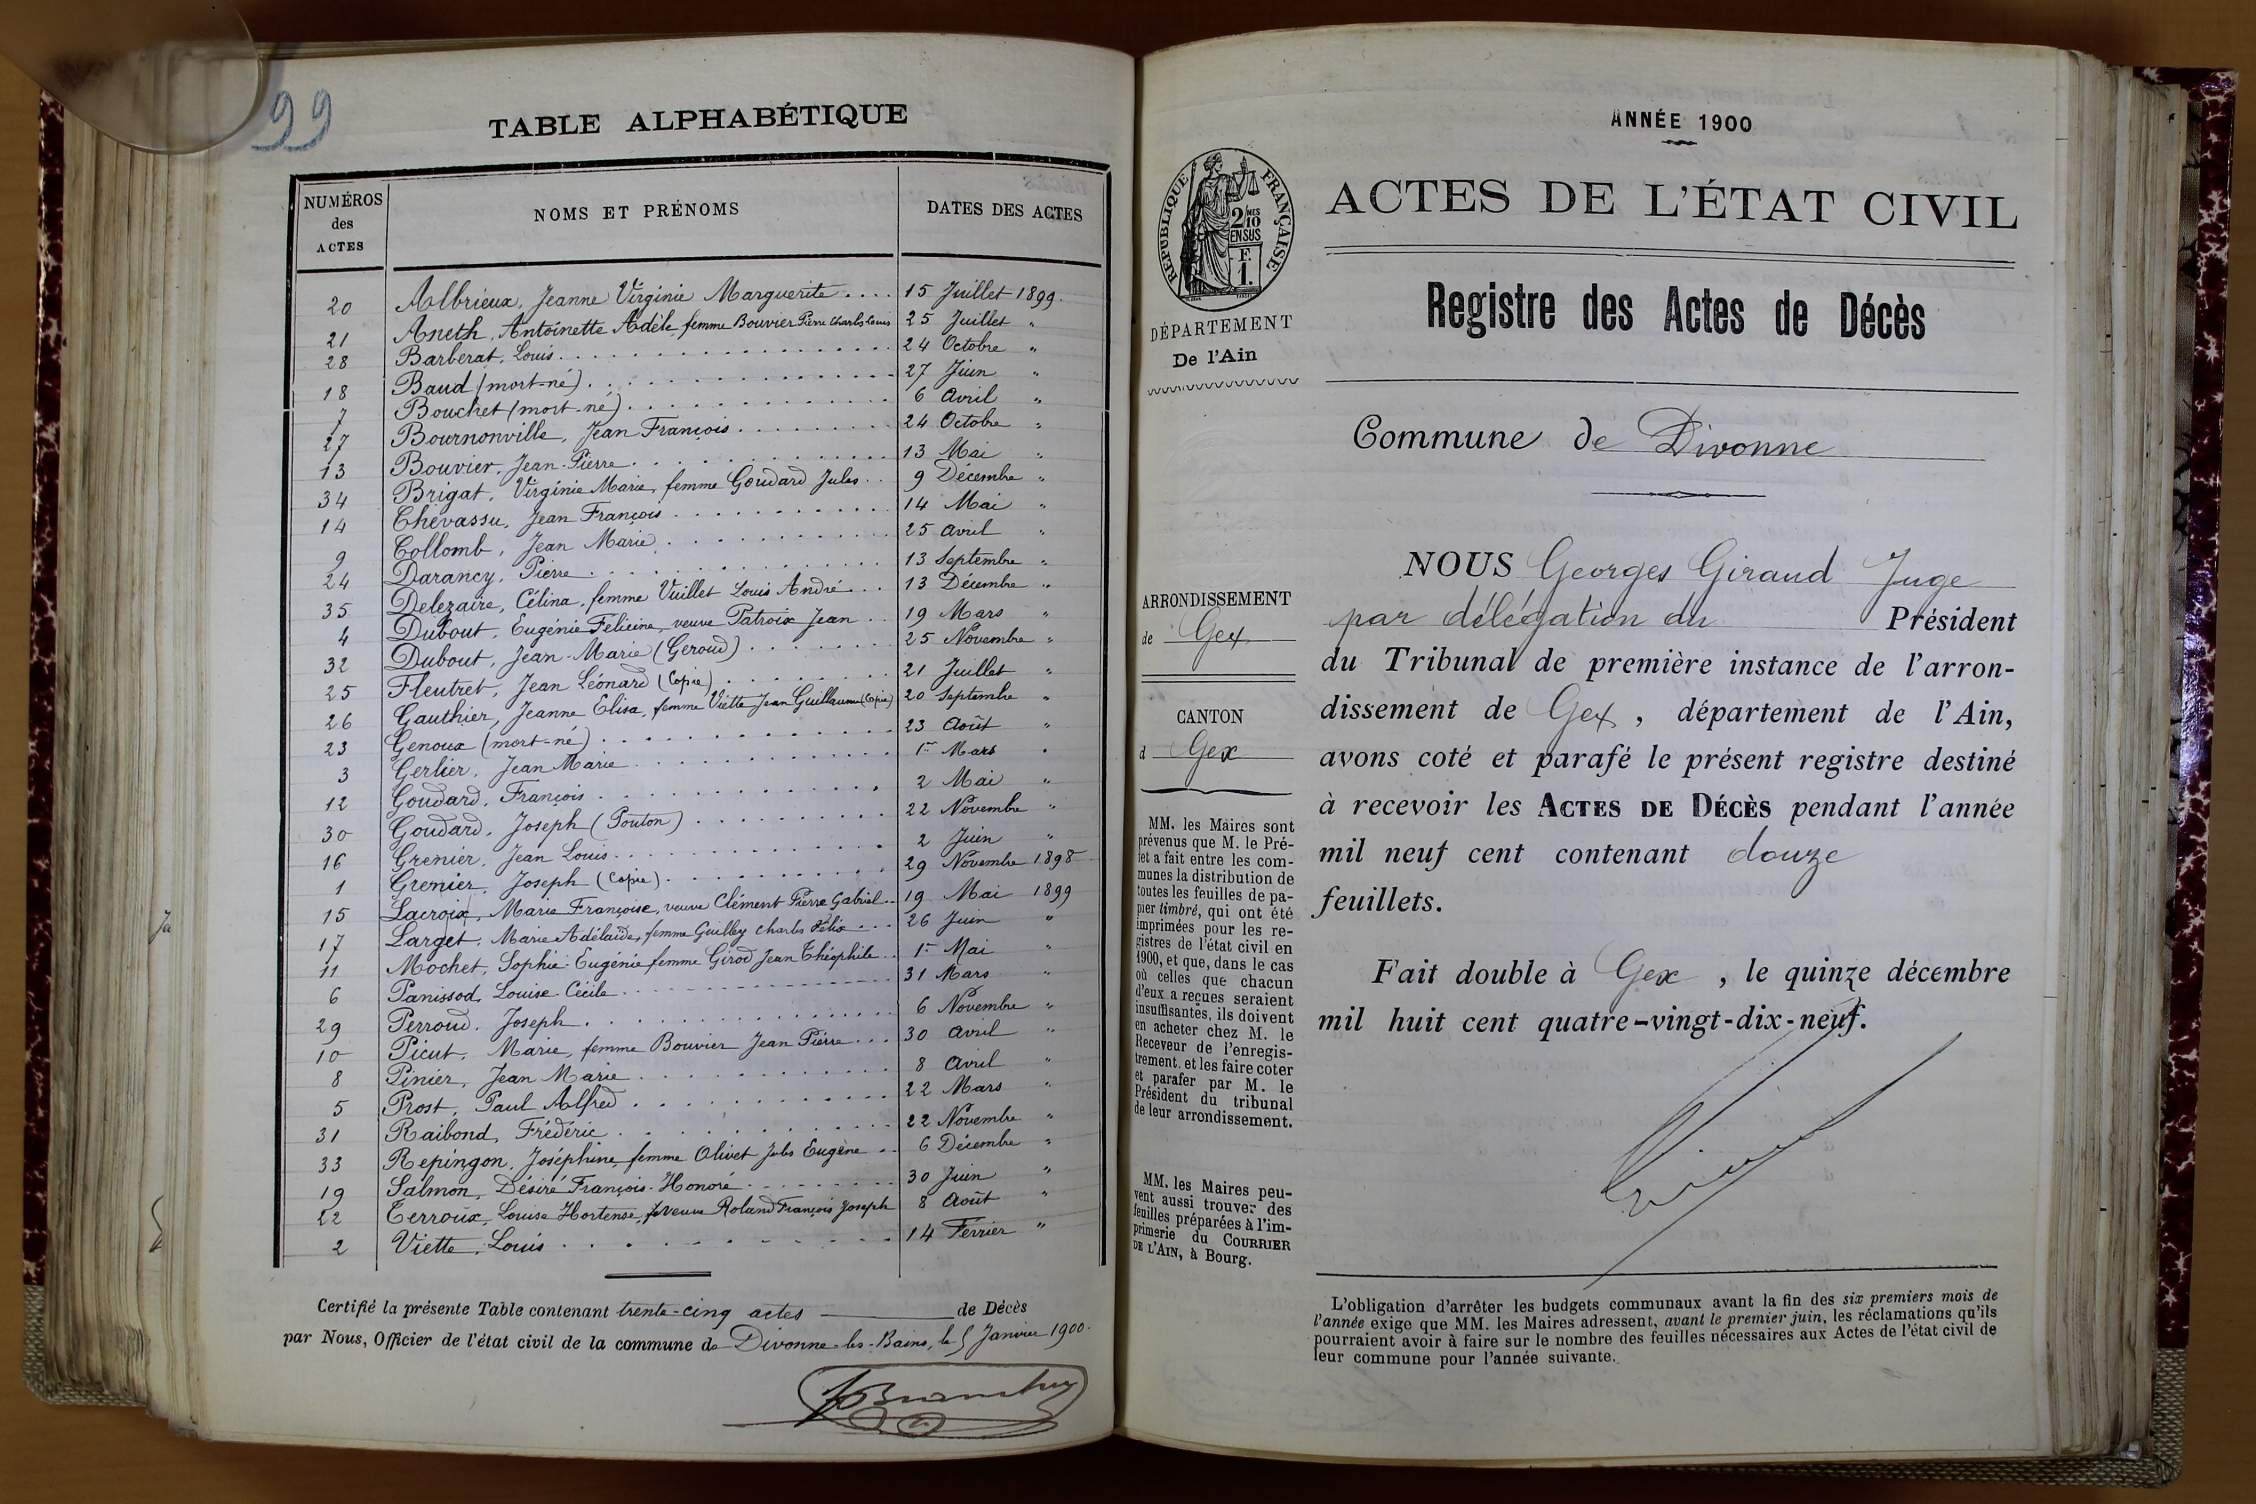 99
TABLE ALPHABÉTIQUE
NUMÉROS des ACTES NOMS ET PRÉNOMS DATES DES ACTES
20 Albrieux, Jeanne Virginie Marguerite .... 15 Juillet 1899.
21 Aneth, Antoinette Adèle, femme Bouvier Pierre Charles Louis 25 Juillet "
28 Barberat, Louis 24 Octobre "
18 Baud (mort-né) 27 Juin "
7 Bouchet (mort-né) 6 Avril "
27 Bournonville, Jean François 24 Octobre "
13 Bouvier, Jean-Pierre 13 Mai "
34 Brigat, Virginie Marie, femme Goudard Jules .. 9 Décembre "
14 Chevassu, Jean François 14 Mai "
9 Collomb, Jean Marie 25 Avril "
24 Darancy, Pierre 13 Septembre "
35 Delezaire, Célina, femme Vuillet Louis André ... 13 Décembre "
4 Dubout, Eugénie Félicine, veuve Patroix Jean .. 19 Mars "
32 Dubout, Jean-Marie (Geroud) 25 Novembre "
25 Fleutret, Jean Léonard (Copie) 21 Juillet "
26 Gauthier, Jeanne Elisa, femme Viette Jean Guillaume (Copie) 20 Septembre "
23 Genoux (mort-né) 23 Août "
3 Gerlier, Jean Marie 1er Mars "
12 Goudard, François 2 Mai "
30 Goudard, Joseph (Pouton) 22 Novembre "
16 Grenier, Jean Louis 2 Juin "
1 Grenier, Joseph (Copie) 29 Novembre 1898
15 Lacroix, Marie Françoise, veuve Clément Pierre Gabriel .. 19 Mai 1899
17 Larget, Marie Adélaïde, femme Guilley Charles Félix ... 26 Juin "
11 Mochet, Sophie-Eugénie femme Girod Jean Théophile .. 1er Mai "
6 Panissod, Louise Cécile 31 Mars "
29 Perroud, Joseph 6 Novembre "
10 Picut, Marie, femme Bouvier Jean Pierre ... 30 Avril "
8 Pinier, Jean Marie 8 Avril "
5 Prost, Paul Alfred 22 Mars "
31 Raibond, Frédéric 22 Novembre "
33 Repingon, Joséphine, femme Olivet Jules Eugène .. 6 Décembre "
19 Salmon, Désiré François-Honoré 30 Juin "
22 Terroux, Louise Hortense, veuve Roland François Joseph 8 Août "
2 Viette, Louis 14 Février "
Certifié la présente Table contenant trente-cinq actes de Décès
par Nous, Officier de l'état civil de la commune de Divonne-les-Bains, le 5 Janvier 1900.
ANNÉE 1900
RÉPUBLIQUE FRANÇAISE
2/10 MES
EN SUS
F.
1.
ACTES DE L'ÉTAT CIVIL
Registre des Actes de Décès
DÉPARTEMENT
De l'Ain
Commune de Divonne
ARRONDISSEMENT
de Gex
CANTON
d Gex
MM. les Maires sont
prévenus que M. le Pré-
fet a fait entre les com-
munes la distribution de
toutes les feuilles de pa-
pier timbré, qui ont été
imprimées pour les re-
gistres de l'état civil en
1900, et que, dans le cas
où celles que chacun
d'eux a reçues seraient
insuffisantes, ils doivent
en acheter chez M. le
Receveur de l'enregis-
trement, et les faire coter
et parafer par M. le
Président du tribunal
de leur arrondissement.
MM. les Maires peu-
vent aussi trouver des
feuilles préparées à l'im-
primerie du COURRIER
DE L'AIN, à Bourg.
NOUS Georges Giraud Juge
par délégation du Président
du Tribunal de première instance de l'arron-
dissement de Gex, département de l'Ain,
avons coté et parafé le présent registre destiné
à recevoir les ACTES DE DÉCÈS pendant l'année
mil neuf cent contenant douze
feuillets.
Fait double à Gex, le quinze décembre
mil huit cent quatre-vingt-dix-neuf.
L'obligation d'arrêter les budgets communaux avant la fin des six premiers mois de
l'année exige que MM. les Maires adressent, avant le premier juin, les réclamations qu'ils
pourraient avoir à faire sur le nombre des feuilles nécessaires aux Actes de l'état civil de
leur commune pour l'année suivante.